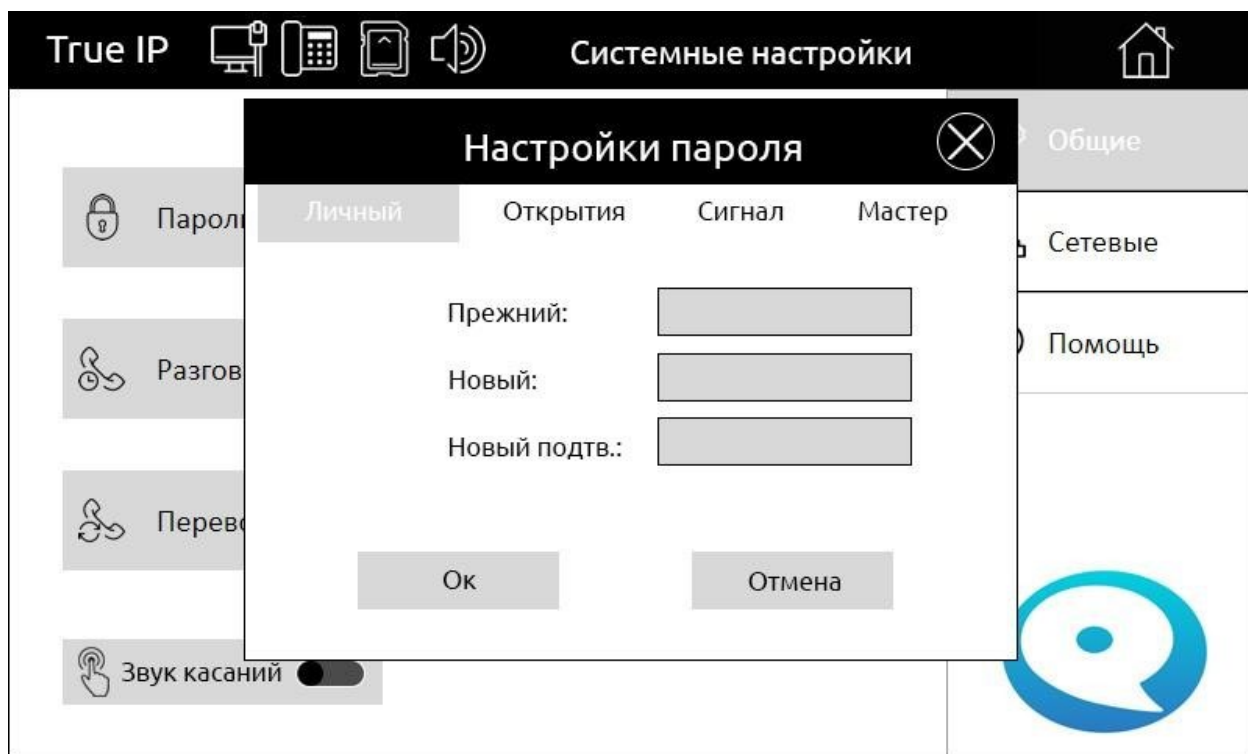 True IP
Системные настройки
Настройки пароля
Личный
Открытия
Сигнал
Мастер
Прежний:
Новый:
Новый подтв.:
Ок
Отмена
Звук касаний
Общие
Сетевые
Помощь